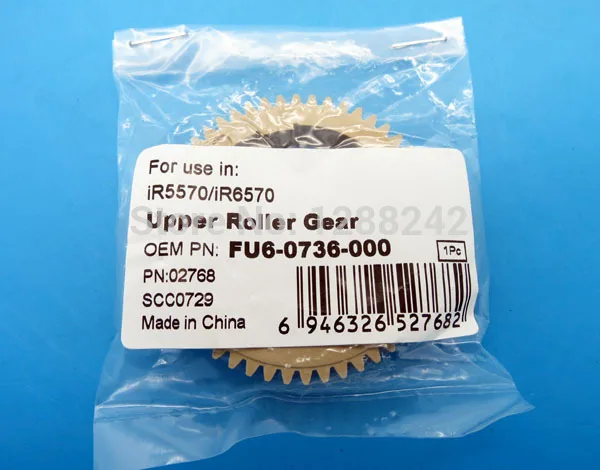 For use in:
iR5570/iR6570
Upper Roller Gear
OEM PN: FU6-0736-000
1Pc
PN:02768
SCC0729
Made in China
6 946326 527682
1288242